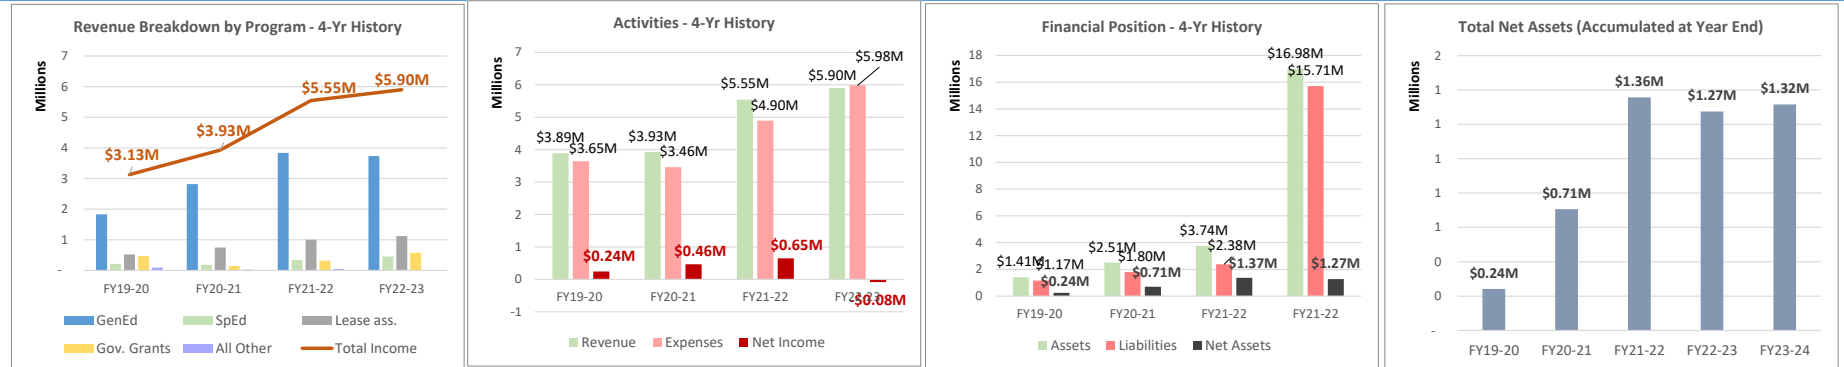 Revenue Breakdown by Program - 4-Yr History
Millions
7
6
5
4
3
2
1
-
$3.13M
$3.93M
$5.55M
$5.90M
FY19-20
FY20-21
FY21-22
FY22-23
GenEd
SpEd
Lease ass.
Gov. Grants
All Other
Total Income
Activities - 4-Yr History
Millions
7
6
5
4
3
2
1
0
-1
$3.89M
$3.65M
$0.24M
$3.93M
$3.46M
$0.46M
$5.55M
$4.90M
$0.65M
$5.90M
$5.98M
$0.08M
FY19-20
FY20-21
FY21-22
FY22-23
Revenue
Expenses
Net Income
Financial Position - 4-Yr History
Millions
18
16
14
12
10
8
6
4
2
0
$1.41M
$1.17M
$0.24M
$2.51M
$1.80M
$0.71M
$3.74M
$2.38M
$1.37M
$16.98M
$15.71M
$1.27M
FY19-20
FY20-21
FY21-22
FY21-22
Assets
Liabilities
Net Assets
Total Net Assets (Accumulated at Year End)
Millions
2
1
1
1
1
1
0
0
-
$0.24M
$0.71M
$1.36M
$1.27M
$1.32M
FY19-20
FY20-21
FY21-22
FY22-23
FY23-24